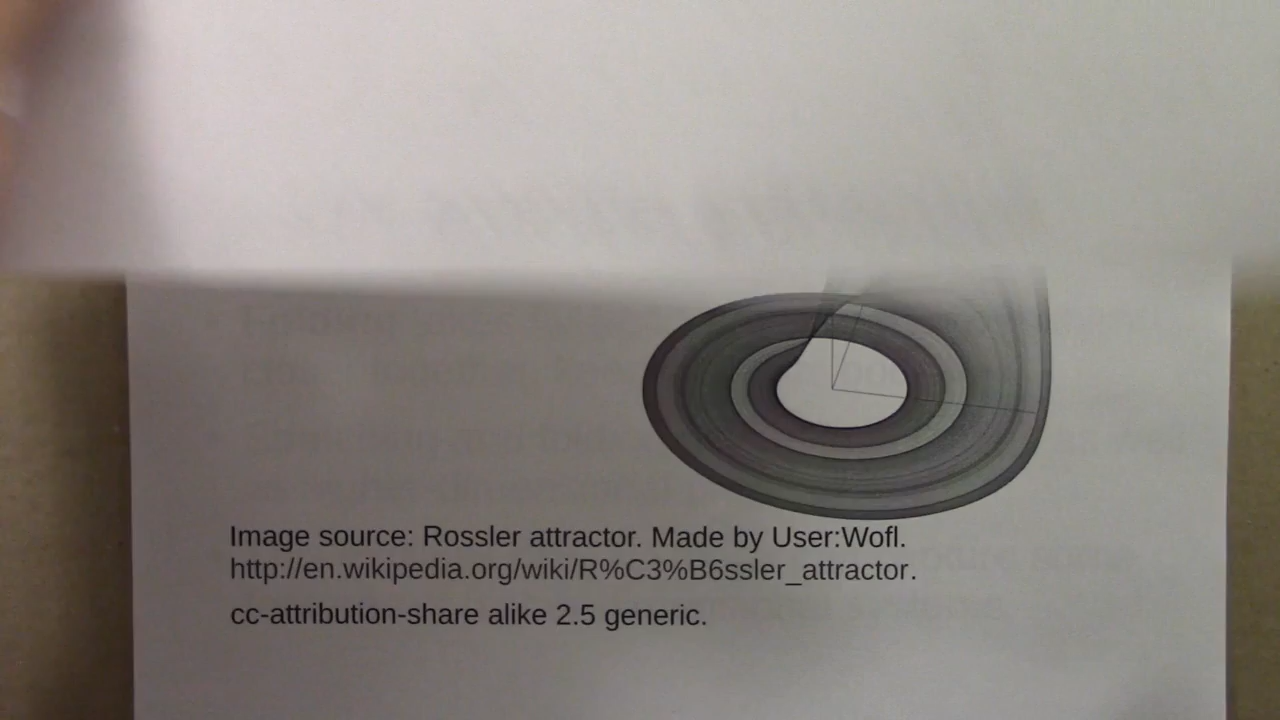 Image source: Rossler attractor. Made by User:Wofl.
http://en.wikipedia.org/wiki/R%C3%B6ssler_attractor.
cc-attribution-share alike 2.5 generic.